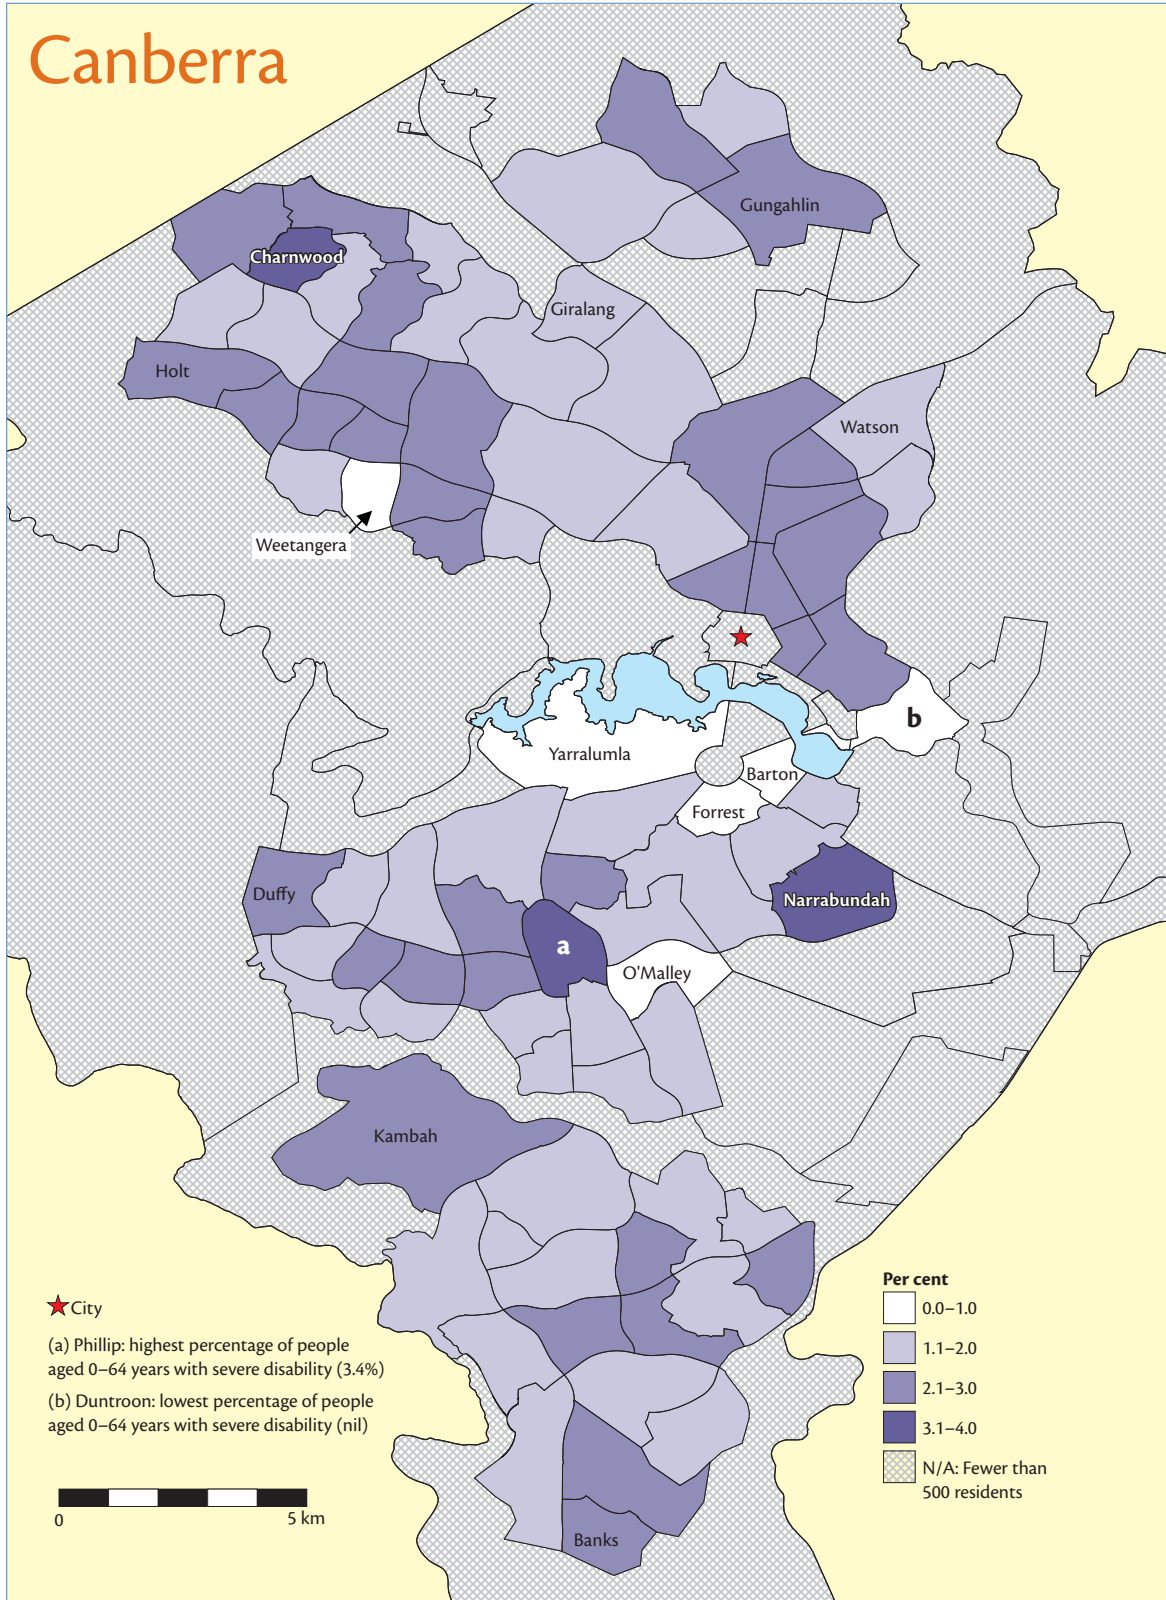 Canberra
Gungahlin
Charnwood
Giralang
Holt
Watson
Weetangera
b
Yarralumla
Barton
Forrest
Duffy
Narrabundah
a
O'Malley
Kambah
City
(a) Phillip: highest percentage of people
aged 0–64 years with severe disability (3.4%)
(b) Duntroon: lowest percentage of people
aged 0–64 years with severe disability (nil)
0
5 km
Banks
Per cent
0.0–1.0
1.1–2.0
2.1–3.0
3.1–4.0
N/A: Fewer than
500 residents